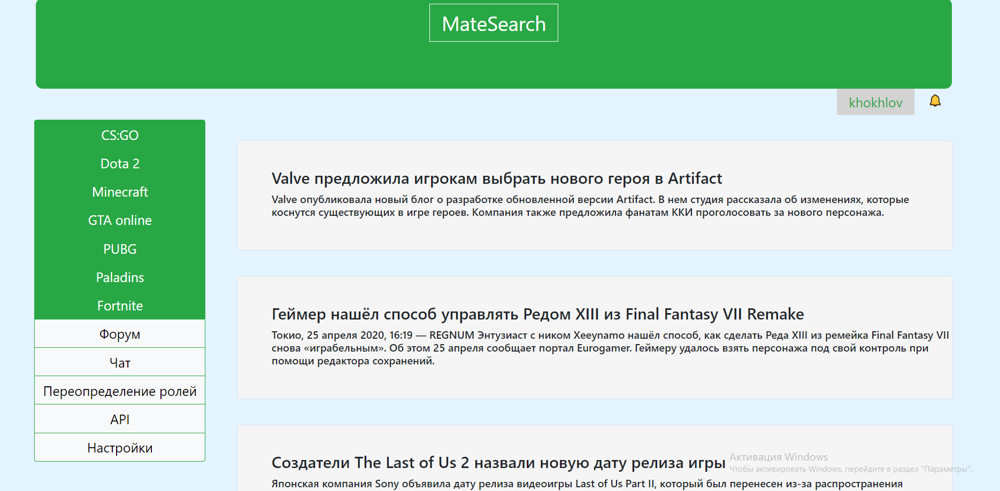 MateSearch
khokhlov
CS:GO
Dota 2
Minecraft
GTA online
PUBG
Paladins
Fortnite
Форум
Чат
Переопределение ролей
API
Настройки
Valve предложила игрокам выбрать нового героя в Artifact
Valve опубликовала новый блог о разработке обновленной версии Artifact. В нем студия рассказала об изменениях, которые
коснутся существующих в игре героев. Компания также предложила фанатам ККИ проголосовать за нового персонажа.
Геймер нашёл способ управлять Редом XIII из Final Fantasy VII Remake
Токио, 25 апреля 2020, 16:19 — REGNUM Энтузиаст с ником Xeeynamo нашёл способ, как сделать Реда XIII из ремейка Final Fantasy VII
снова «играбельным». Об этом 25 апреля сообщает портал Eurogamer. Геймеру удалось взять персонажа под свой контроль при
помощи редактора сохранений.
Создатели The Last of Us 2 назвали новую дату релиза игры
Японская компания Sony объявила дату релиза видеоигры Last of Us Part II, который был перенесен из-за распространения
Активация Windows
Чтобы активировать Windows, перейдите в раздел "Параметры".